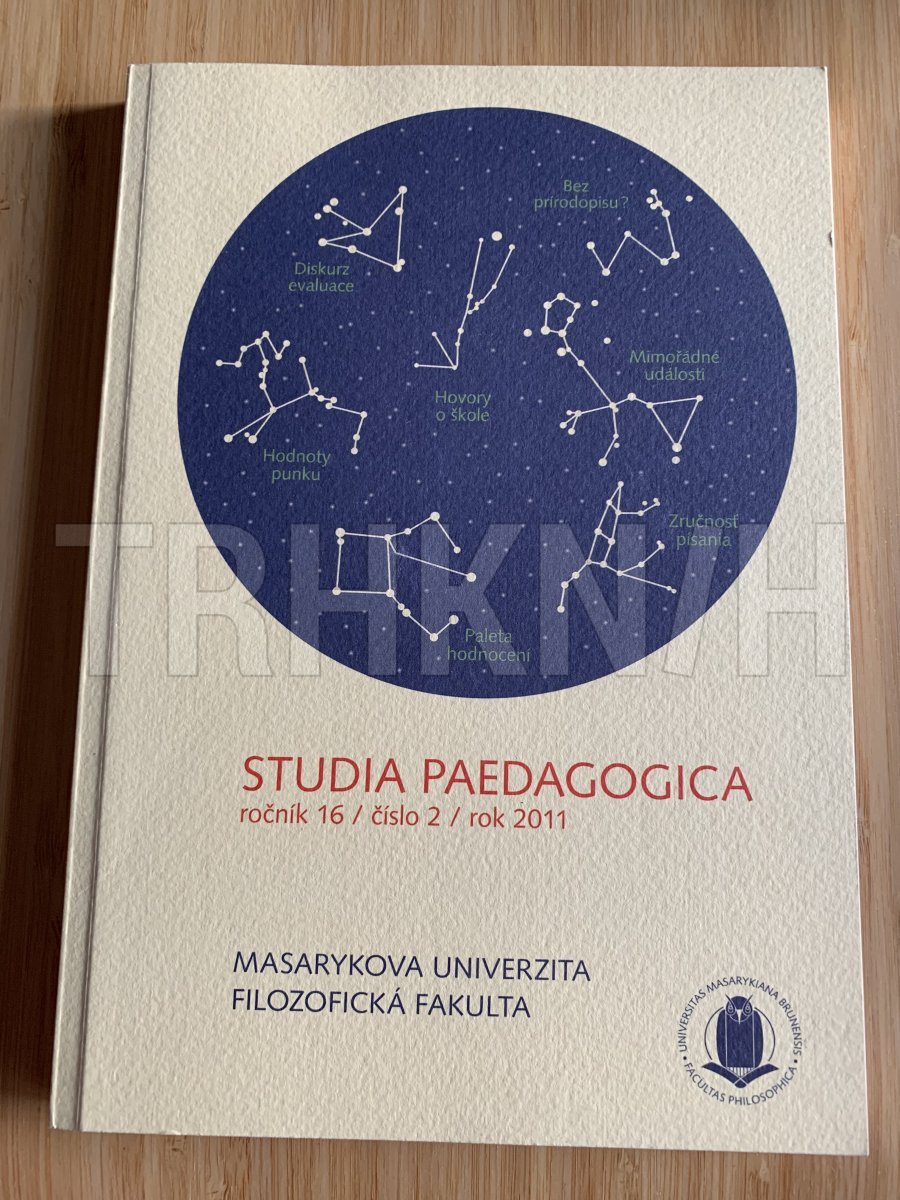 Bez
prírodopisu?
Diskurz
evaluace
Mimořádné
události
Hovory
o škole
Hodnoty
punku
Zručnosť
písania
Paleta
hodnocení
TRHKNIH
STUDIA PAEDAGOGICA
ročník 16 / číslo 2 / rok 2011
MASARYKOVA UNIVERZITA
FILOZOFICKÁ FAKULTA
UNIVERSITAS MASARYKIANA BRUNENSIS
FACULTAS PHILOSOPHICA